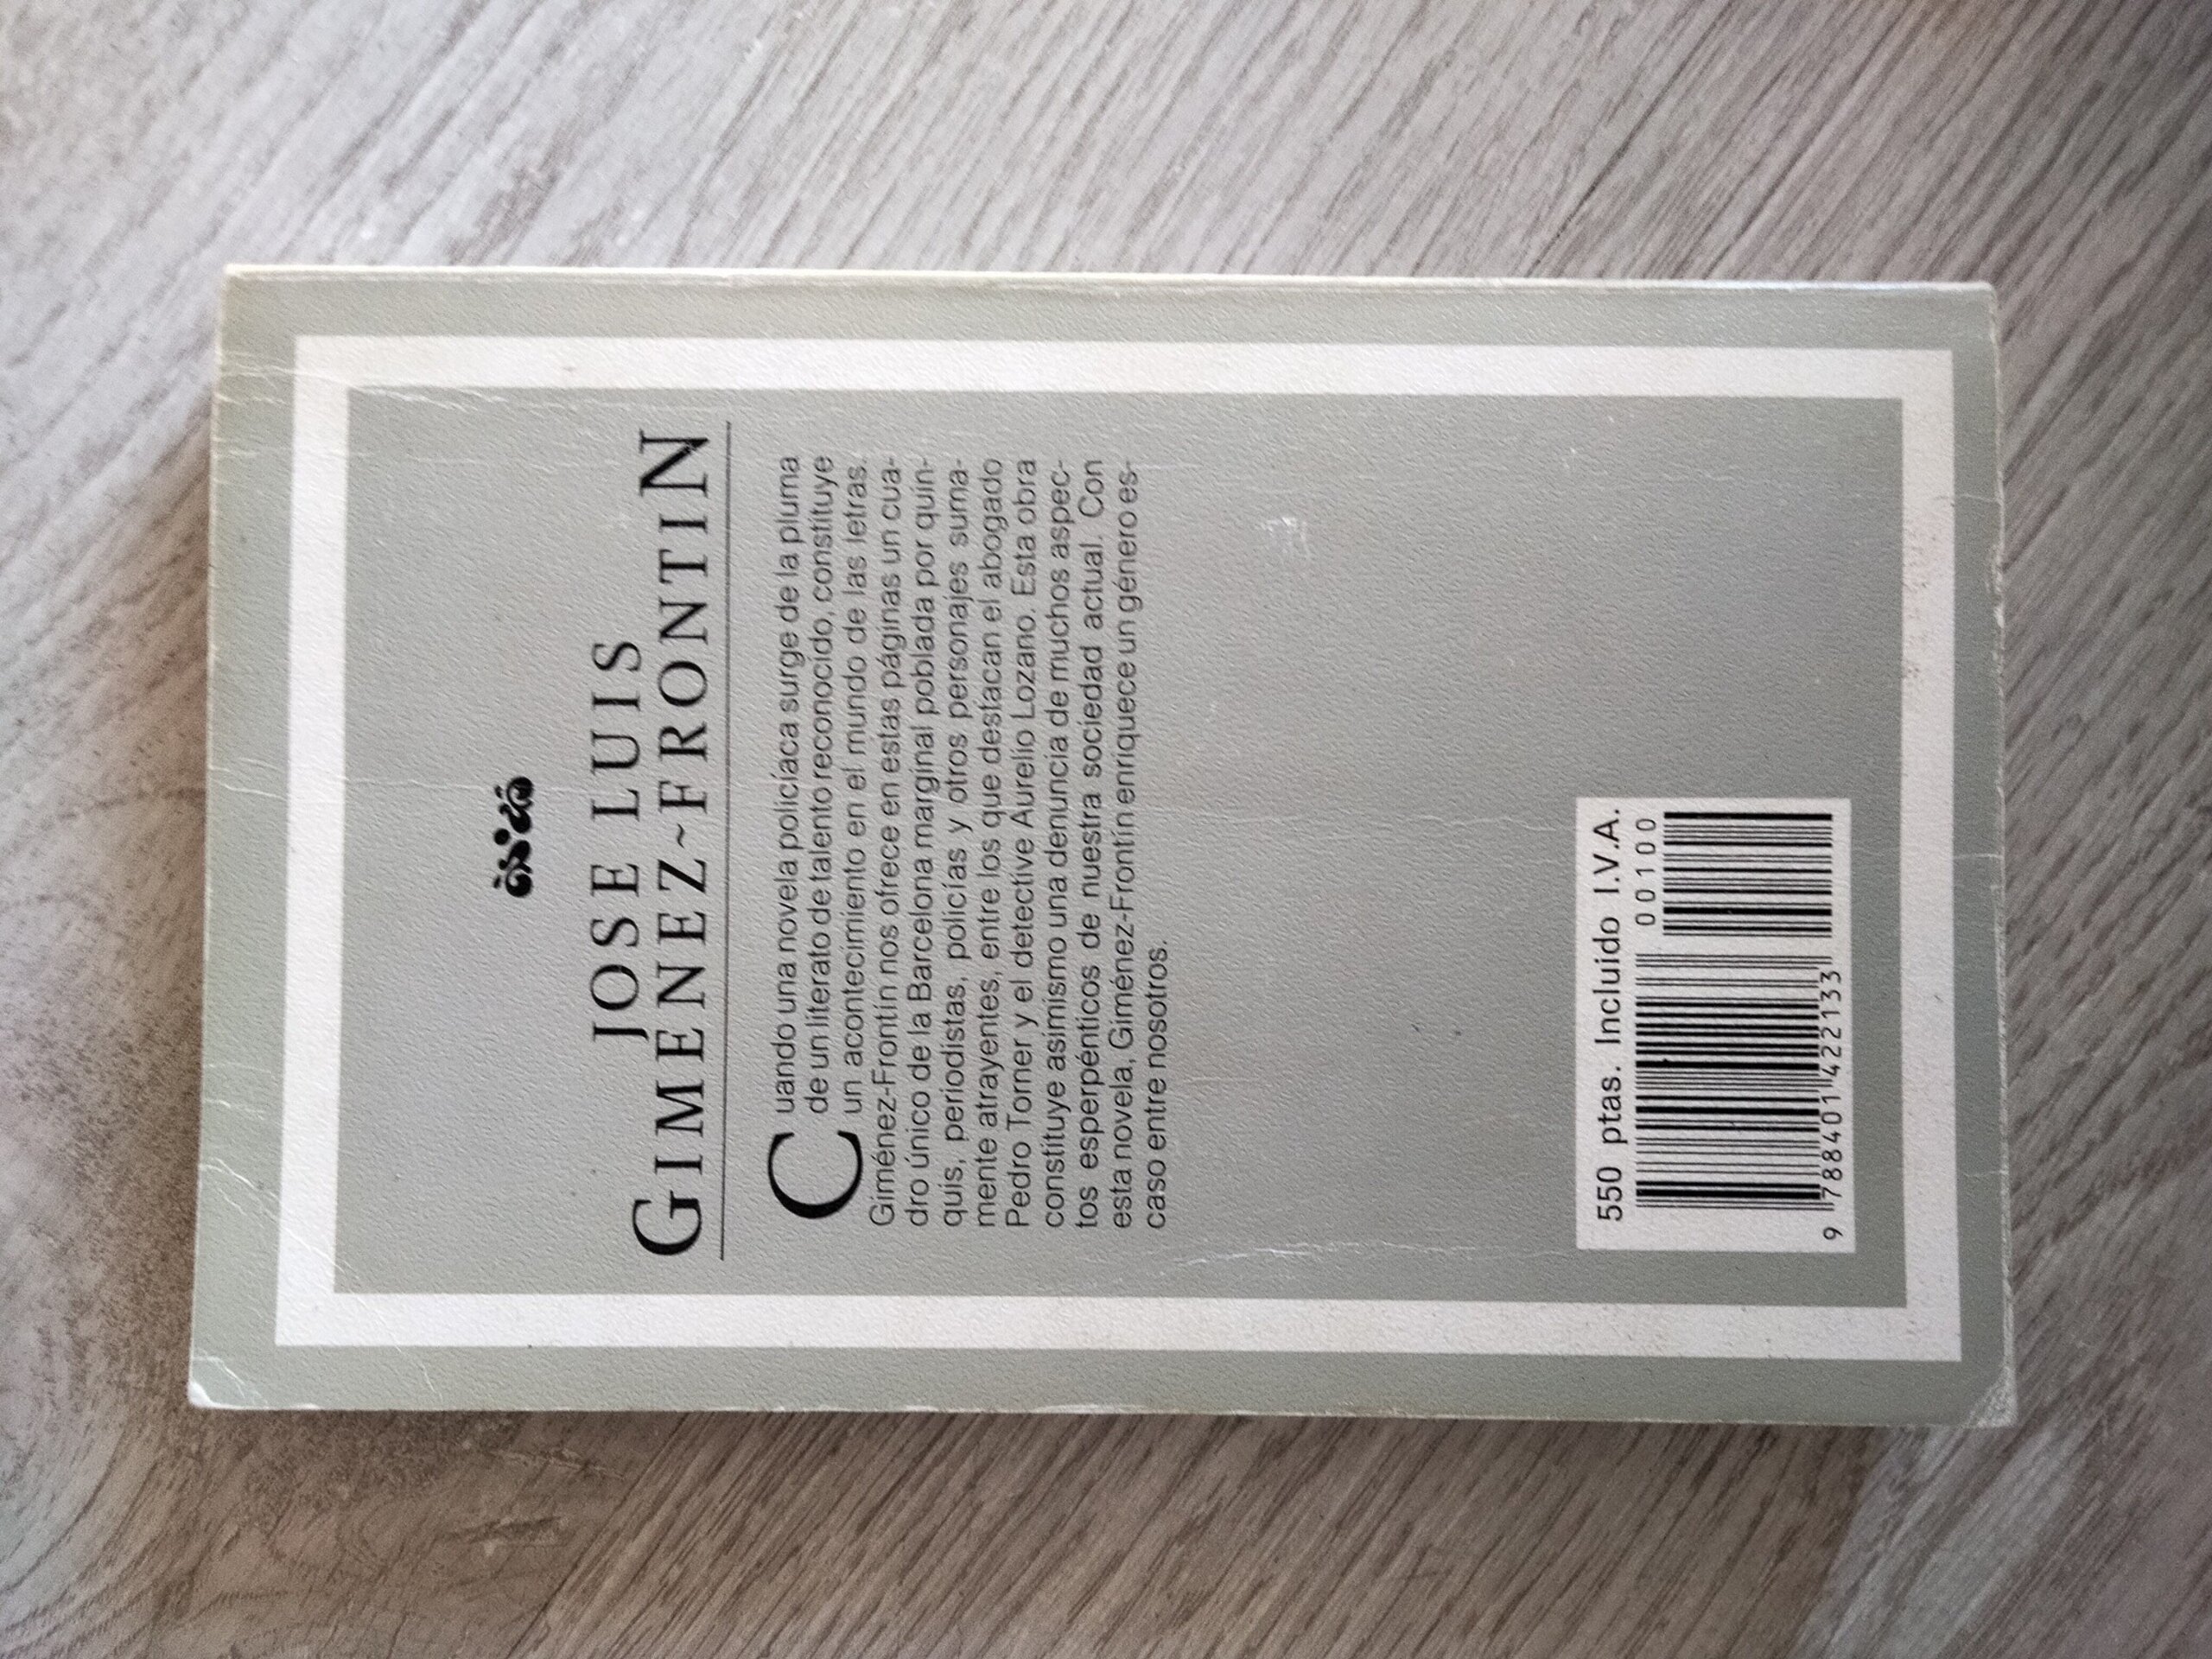 JOSE LUIS
GIMENEZ~FRONTIN
Cuando una novela policíaca surge de la pluma
de un literato de talento reconocido, constituye
un acontecimiento en el mundo de las letras.
Giménez-Frontín nos ofrece en estas páginas un cua-
dro único de la Barcelona marginal poblada por quin-
quis, periodistas, policías y otros personajes suma-
mente atrayentes, entre los que destacan el abogado
Pedro Torner y el detective Aurelio Lozano. Esta obra
constituye asimismo una denuncia de muchos aspec-
tos esperpénticos de nuestra sociedad actual. Con
esta novela, Giménez-Frontín enriquece un género es-
caso entre nosotros.
550 ptas. Incluido I.V.A.
00100
9 788401 422133